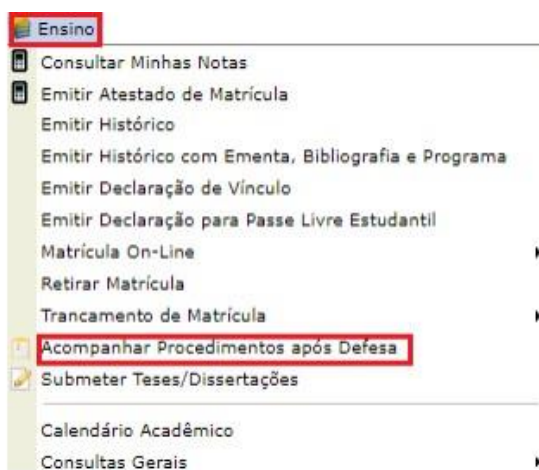 Ensino
Consultar Minhas Notas
Emitir Atestado de Matrícula
Emitir Histórico
Emitir Histórico com Ementa, Bibliografia e Programa
Emitir Declaração de Vínculo
Emitir Declaração para Passe Livre Estudantil
Matrícula On-Line
Retirar Matrícula
Trancamento de Matrícula
Acompanhar Procedimentos após Defesa
Submeter Teses/Dissertações
Calendário Acadêmico
Consultas Gerais